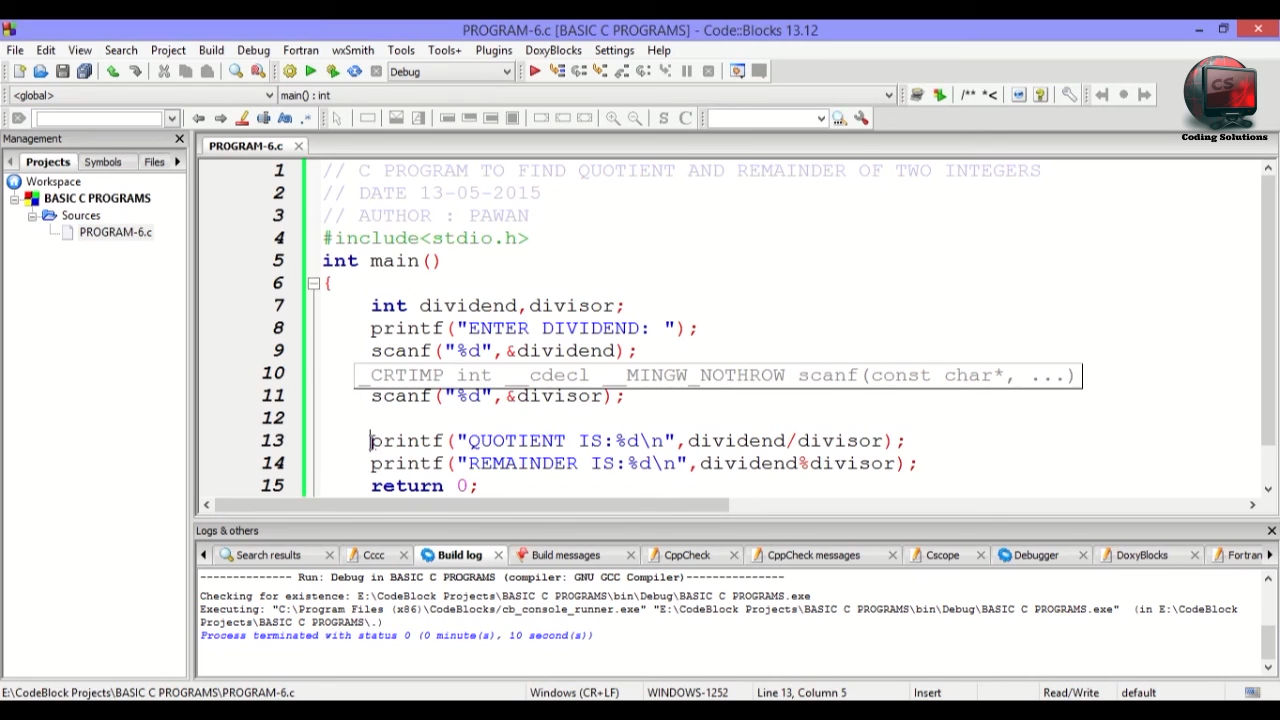 PROGRAM-6.c [BASIC C PROGRAMS] - Code::Blocks 13.12
File Edit View Search Project Build Debug Fortran wxSmith Tools Tools+ Plugins DoxyBlocks Settings Help
Debug
<global> main() : int /** *<
S C
CS
Coding Solutions
Management
Projects Symbols Files
Workspace
BASIC C PROGRAMS
Sources
PROGRAM-6.c
PROGRAM-6.c
1 // C PROGRAM TO FIND QUOTIENT AND REMAINDER OF TWO INTEGERS
2 // DATE 13-05-2015
3 // AUTHOR : PAWAN
4 #include<stdio.h>
5 int main()
6 {
7 int dividend,divisor;
8 printf("ENTER DIVIDEND: ");
9 scanf("%d",&dividend);
10 _CRTIMP int __cdecl __MINGW_NOTHROW scanf(const char*, ...)
11 scanf("%d",&divisor);
12
13 printf("QUOTIENT IS:%d\n",dividend/divisor);
14 printf("REMAINDER IS:%d\n",dividend%divisor);
15 return 0;
Logs & others
Search results Cccc Build log Build messages CppCheck CppCheck messages Cscope Debugger DoxyBlocks Fortran
-------------- Run: Debug in BASIC C PROGRAMS (compiler: GNU GCC Compiler)---------------
Checking for existence: E:\CodeBlock Projects\BASIC C PROGRAMS\bin\Debug\BASIC C PROGRAMS.exe
Executing: "C:\Program Files (x86)\CodeBlocks/cb_console_runner.exe" "E:\CodeBlock Projects\BASIC C PROGRAMS\bin\Debug\BASIC C PROGRAMS.exe" (in E:\CodeBlock
Projects\BASIC C PROGRAMS\.)
Process terminated with status 0 (0 minute(s), 10 second(s))
E:\CodeBlock Projects\BASIC C PROGRAMS\PROGRAM-6.c Windows (CR+LF) WINDOWS-1252 Line 13, Column 5 Insert Read/Write default